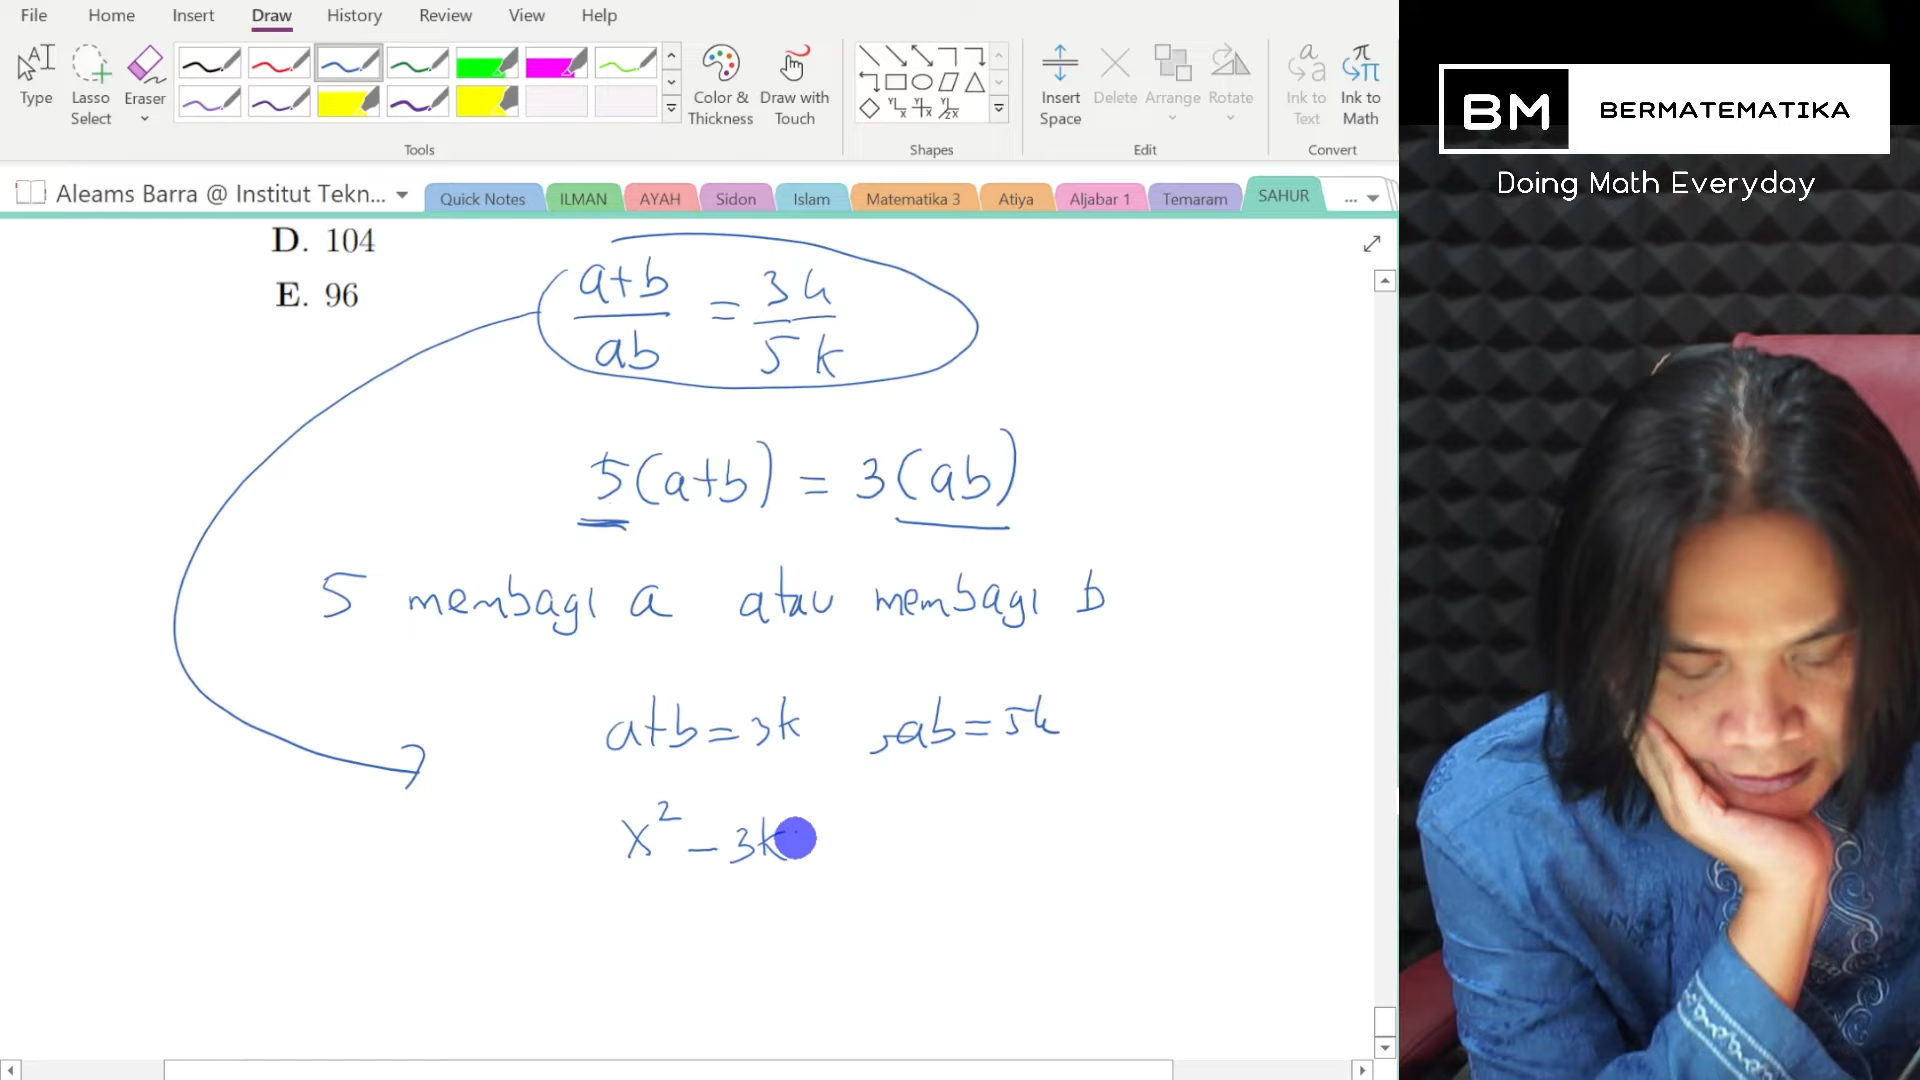 File Home Insert Draw History Review View Help
Type Lasso Select Eraser Color & Thickness Draw with Touch Insert Space Delete Arrange Rotate Ink to Text Ink to Math
Tools Shapes Edit Convert
Aleams Barra @ Institut Tekn... Quick Notes ILMAN AYAH Sidon Islam Matematika 3 Atiya Aljabar 1 Temaram SAHUR ...
BM BERMATEMATIKA
Doing Math Everyday
D. 104
E. 96
a+b / ab = 3k / 5k
5(a+b) = 3(ab)
5 membagi a atau membagi b
a+b=3k , ab=5k
x² - 3k